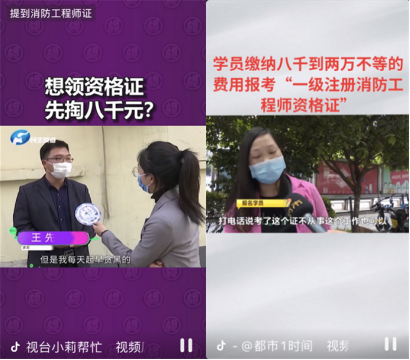 提到消防工程师证
想领资格证
先掏八千元?
王先
但是我每天起早贪黑的
视台小莉帮忙 视频
学员缴纳八千到两万不等的
费用报考“一级注册消防工
程师资格证”
报名学员
打电话说考了这个证不从事这个工作也可以
- @都市1时间 视频